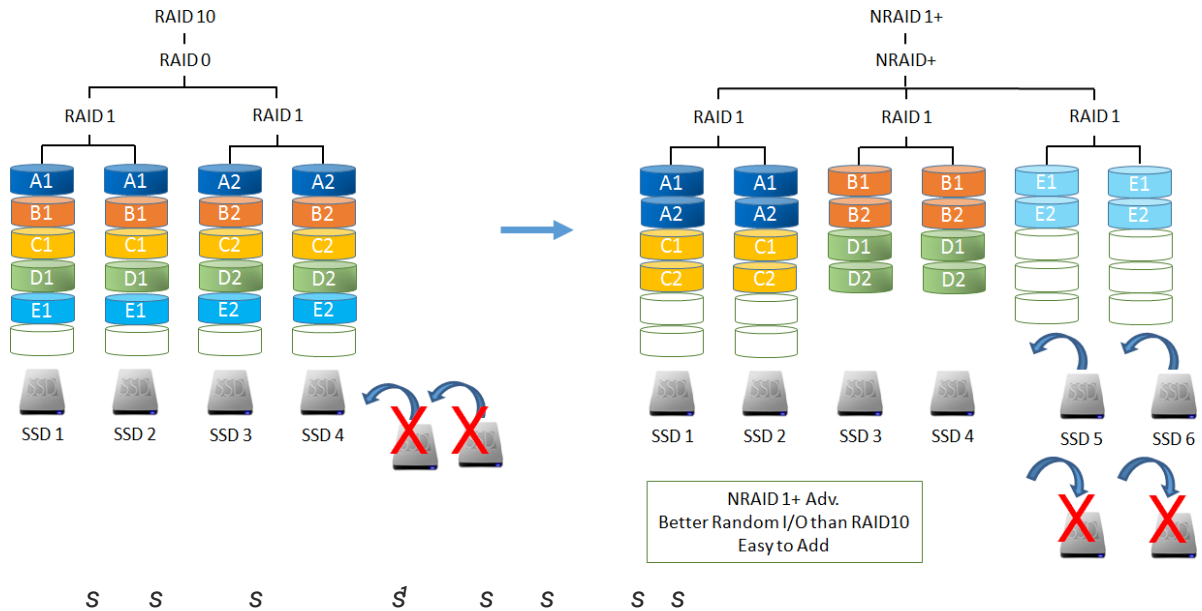 RAID 10
RAID 0
RAID 1 RAID 1
A1 A1 A2 A2
B1 B1 B2 B2
C1 C1 C2 C2
D1 D1 D2 D2
E1 E1 E2 E2
SSD SSD SSD SSD
SSD 1 SSD 2 SSD 3 SSD 4
NRAID 1+
NRAID+
RAID 1 RAID 1 RAID 1
A1 A1 B1 B1 E1 E1
A2 A2 B2 B2 E2 E2
C1 C1 D1 D1
C2 C2 D2 D2
SSD SSD SSD SSD SSD SSD
SSD 1 SSD 2 SSD 3 SSD 4 SSD 5 SSD 6
NRAID 1+ Adv.
Better Random I/O than RAID10
Easy to Add
s s s s s s s s